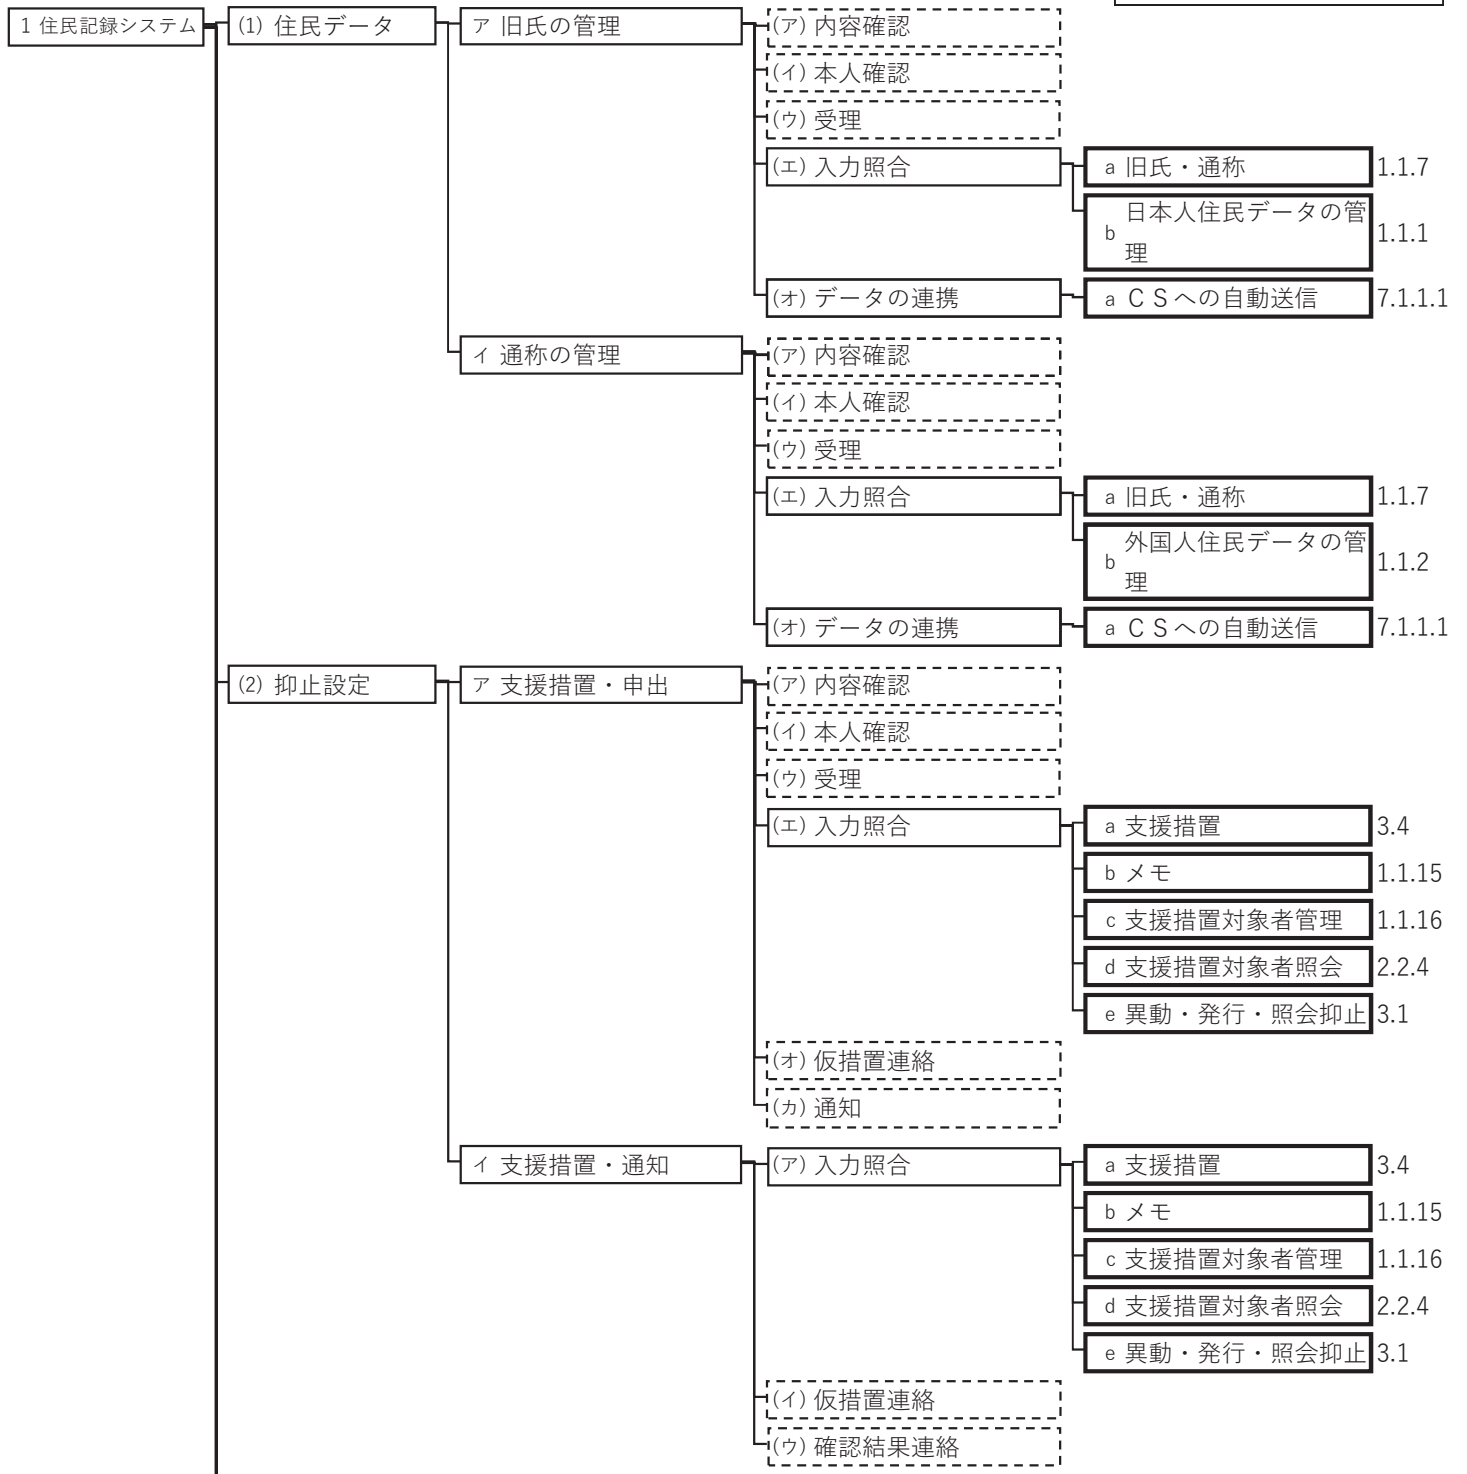 1 住民記録システム
(1) 住民データ
ア 旧氏の管理
(ア) 内容確認
(イ) 本人確認
(ウ) 受理
(エ) 入力照合
a 旧氏・通称 1.1.7
b 日本人住民データの管
理 1.1.1
(オ) データの連携
a ＣＳへの自動送信 7.1.1.1
イ 通称の管理
(ア) 内容確認
(イ) 本人確認
(ウ) 受理
(エ) 入力照合
a 旧氏・通称 1.1.7
b 外国人住民データの管
理 1.1.2
(オ) データの連携
a ＣＳへの自動送信 7.1.1.1
(2) 抑止設定
ア 支援措置・申出
(ア) 内容確認
(イ) 本人確認
(ウ) 受理
(エ) 入力照合
a 支援措置 3.4
b メモ 1.1.15
c 支援措置対象者管理 1.1.16
d 支援措置対象者照会 2.2.4
e 異動・発行・照会抑止 3.1
(オ) 仮措置連絡
(カ) 通知
イ 支援措置・通知
(ア) 入力照合
a 支援措置 3.4
b メモ 1.1.15
c 支援措置対象者管理 1.1.16
d 支援措置対象者照会 2.2.4
e 異動・発行・照会抑止 3.1
(イ) 仮措置連絡
(ウ) 確認結果連絡